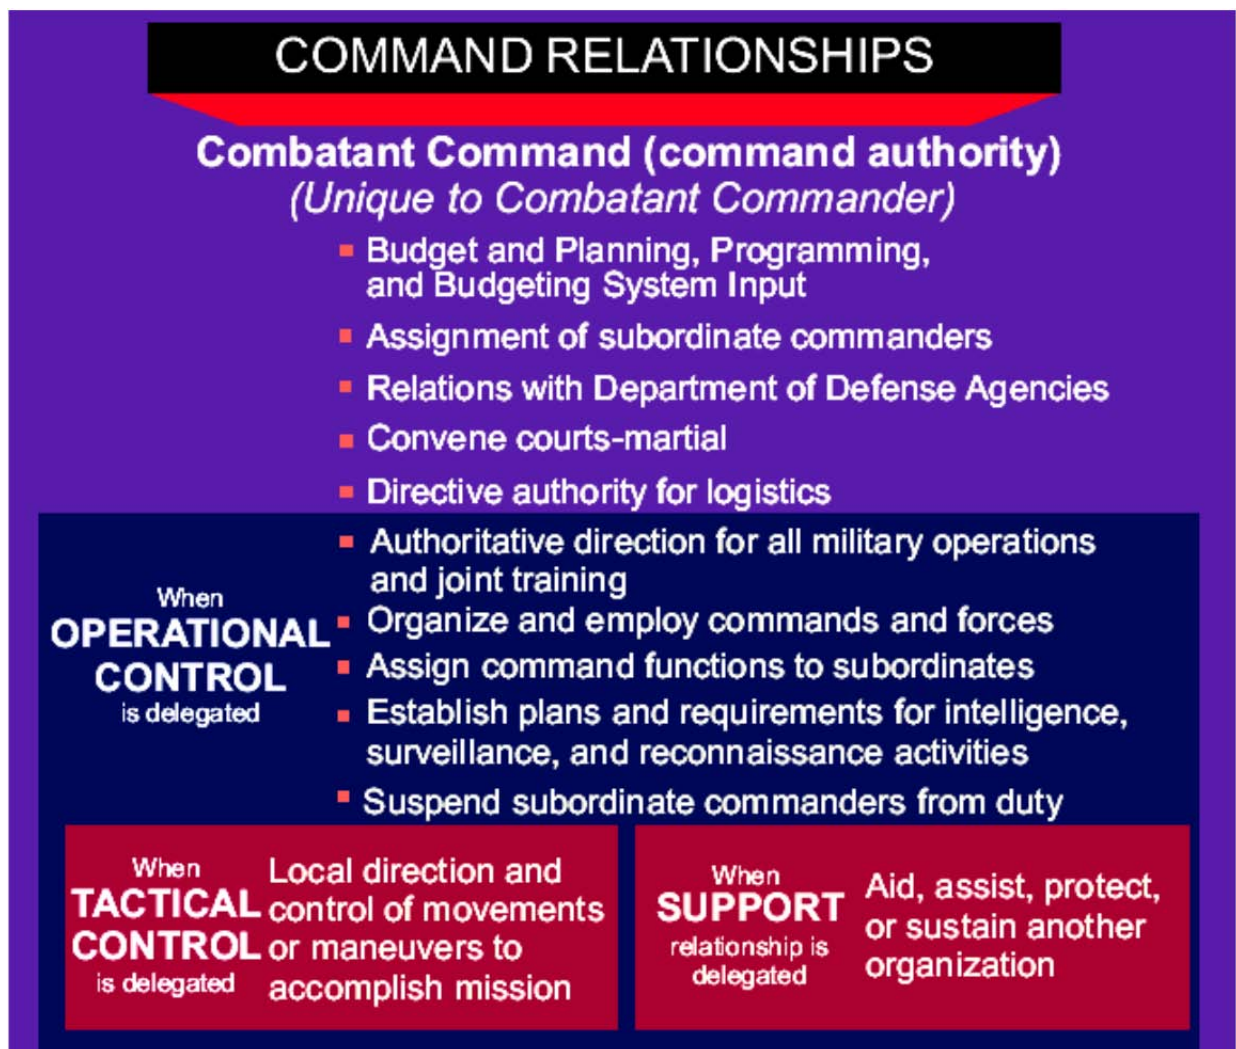 COMMAND RELATIONSHIPS
Combatant Command (command authority)
(Unique to Combatant Commander)
Budget and Planning, Programming,
and Budgeting System Input
Assignment of subordinate commanders
Relations with Department of Defense Agencies
Convene courts-martial
Directive authority for logistics
When
OPERATIONAL
CONTROL
is delegated
Authoritative direction for all military operations
and joint training
Organize and employ commands and forces
Assign command functions to subordinates
Establish plans and requirements for intelligence,
surveillance, and reconnaissance activities
Suspend subordinate commanders from duty
When
TACTICAL
CONTROL
is delegated
Local direction and
control of movements
or maneuvers to
accomplish mission
When
SUPPORT
relationship is
delegated
Aid, assist, protect,
or sustain another
organization